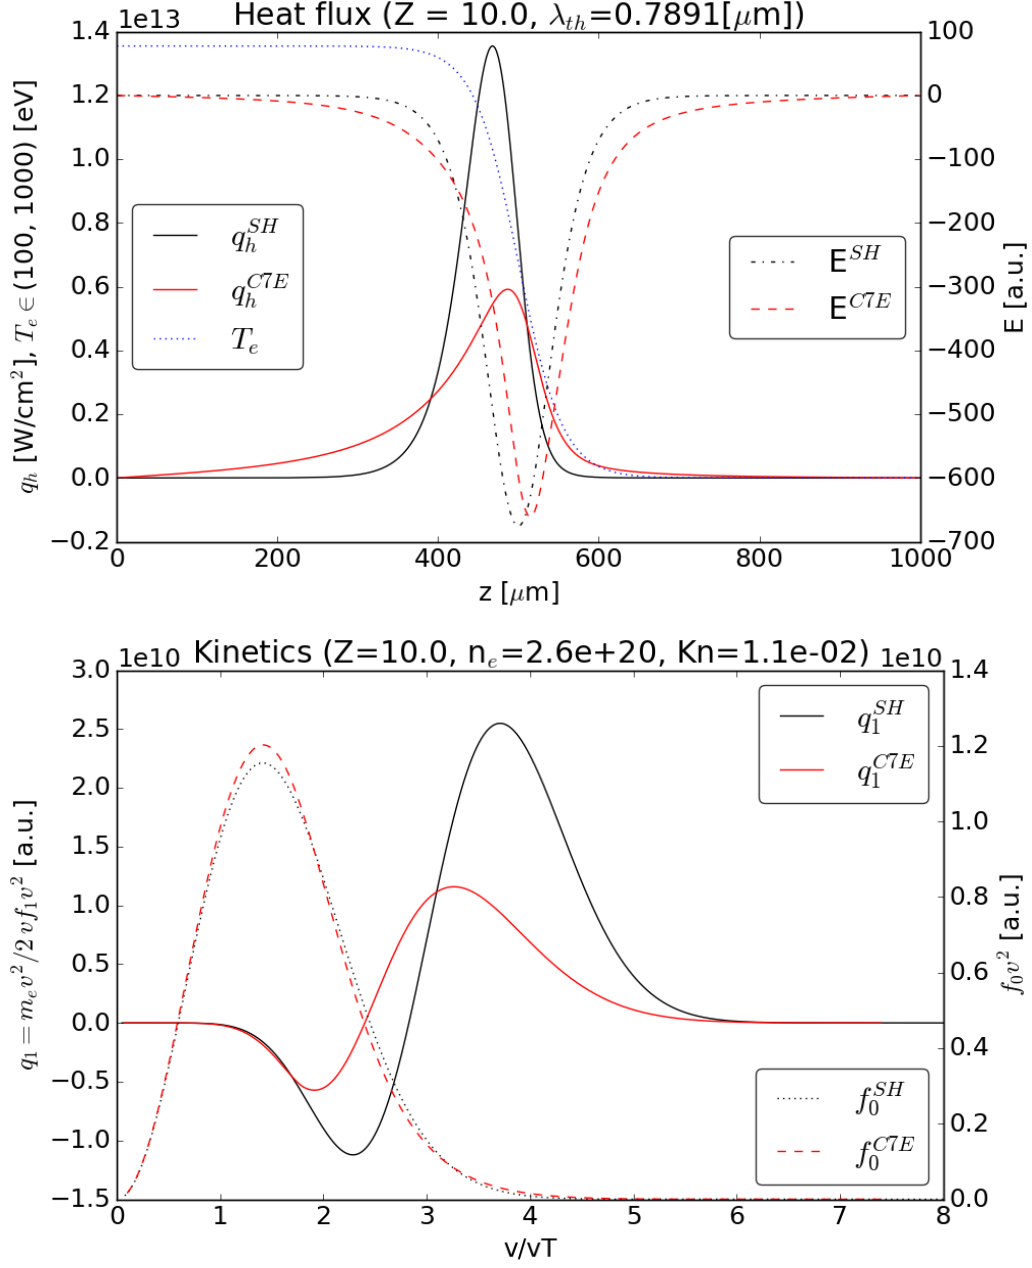 Heat flux (Z = 10.0, λ_th=0.7891[μm])
1e13
1.4
1.2
1.0
0.8
0.6
0.4
0.2
0.0
−0.2
q_h [W/cm²], T_e ∈ (100, 1000) [eV]
q_h^SH
q_h^C7E
T_e
E^SH
E^C7E
100
0
−100
−200
−300
−400
−500
−600
−700
E [a.u.]
0 200 400 600 800 1000
z [μm]
Kinetics (Z=10.0, n_e=2.6e+20, Kn=1.1e-02)
1e10
1e10
3.0
2.5
2.0
1.5
1.0
0.5
0.0
−0.5
−1.0
−1.5
q_1 = m_e v²/2 v f_1 v² [a.u.]
q_1^SH
q_1^C7E
f_0^SH
f_0^C7E
1.4
1.2
1.0
0.8
0.6
0.4
0.2
0.0
f_0 v² [a.u.]
0 1 2 3 4 5 6 7 8
v/vT